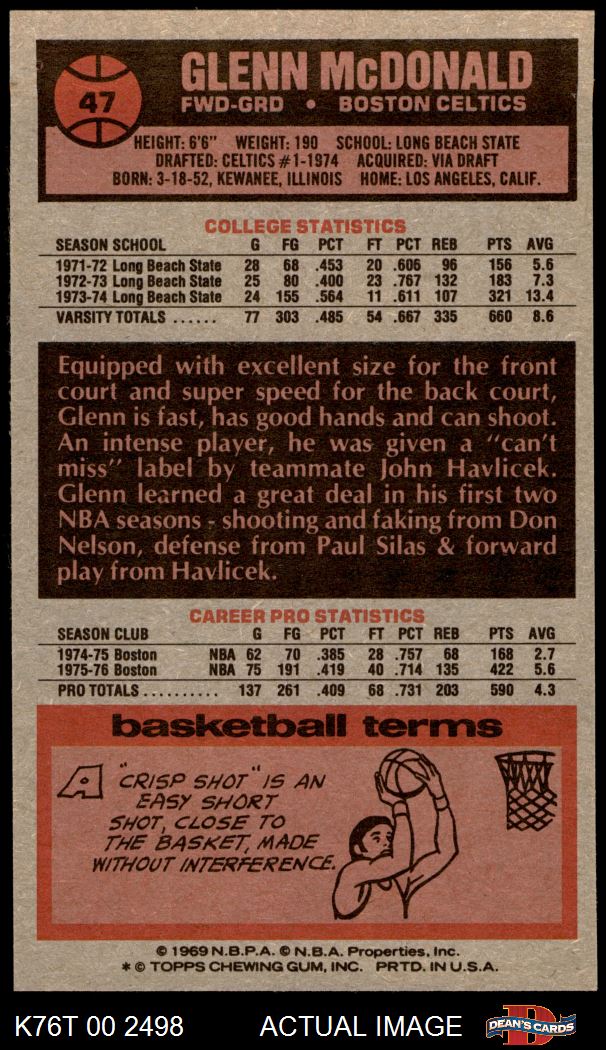 47
GLENN McDONALD
FWD-GRD • BOSTON CELTICS
HEIGHT: 6'6" WEIGHT: 190 SCHOOL: LONG BEACH STATE
DRAFTED: CELTICS #1-1974 ACQUIRED: VIA DRAFT
BORN: 3-18-52, KEWANEE, ILLINOIS HOME: LOS ANGELES, CALIF.
COLLEGE STATISTICS
SEASON SCHOOL G FG PCT FT PCT REB PTS AVG
1971-72 Long Beach State 28 68 .453 20 .606 96 156 5.6
1972-73 Long Beach State 25 80 .400 23 .767 132 183 7.3
1973-74 Long Beach State 24 155 .564 11 .611 107 321 13.4
VARSITY TOTALS ...... 77 303 .485 54 .667 335 660 8.6
Equipped with excellent size for the front
court and super speed for the back court,
Glenn is fast, has good hands and can shoot.
An intense player, he was given a "can't
miss" label by teammate John Havlicek.
Glenn learned a great deal in his first two
NBA seasons - shooting and faking from Don
Nelson, defense from Paul Silas & forward
play from Havlicek.
CAREER PRO STATISTICS
SEASON CLUB G FG PCT FT PCT REB PTS AVG
1974-75 Boston NBA 62 70 .385 28 .757 68 168 2.7
1975-76 Boston NBA 75 191 .419 40 .714 135 422 5.6
PRO TOTALS .......... 137 261 .409 68 .731 203 590 4.3
basketball terms
A "CRISP SHOT" IS AN
EASY SHORT
SHOT, CLOSE TO
THE BASKET, MADE
WITHOUT INTERFERENCE.
© 1969 N.B.P.A. © N.B.A. Properties, Inc.
* © TOPPS CHEWING GUM, INC. PRTD. IN U.S.A.
K76T 00 2498 ACTUAL IMAGE DEAN'S CARDS